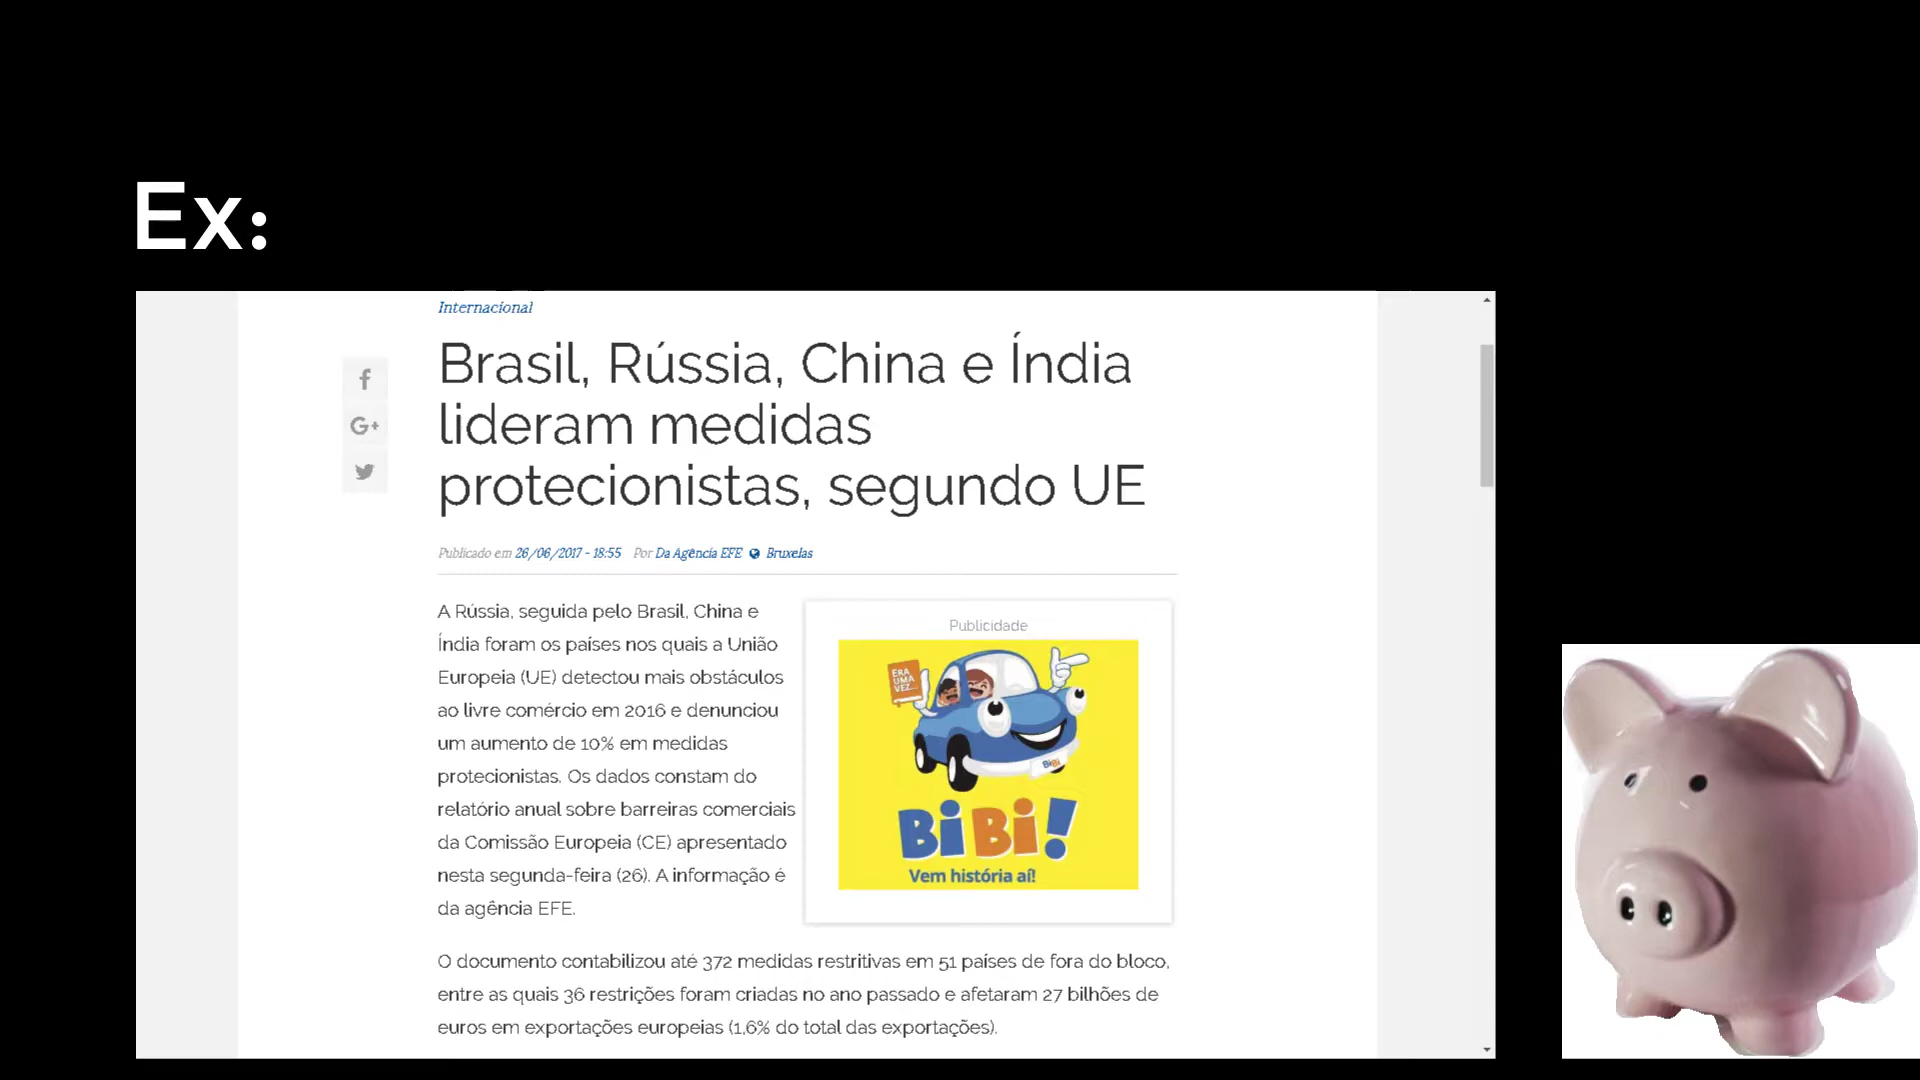 Ex:
Internacional
Brasil, Rússia, China e Índia
lideram medidas
protecionistas, segundo UE
Publicado em 26/06/2017 - 18:55 Por Da Agência EFE Bruxelas
A Rússia, seguida pelo Brasil, China e
Índia foram os países nos quais a União
Europeia (UE) detectou mais obstáculos
ao livre comércio em 2016 e denunciou
um aumento de 10% em medidas
protecionistas. Os dados constam do
relatório anual sobre barreiras comerciais
da Comissão Europeia (CE) apresentado
nesta segunda-feira (26). A informação é
da agência EFE.
Publicidade
ERA
UMA
VEZ...
BiBi
BiBi!
Vem história aí!
O documento contabilizou até 372 medidas restritivas em 51 países de fora do bloco,
entre as quais 36 restrições foram criadas no ano passado e afetaram 27 bilhões de
euros em exportações europeias (1,6% do total das exportações).